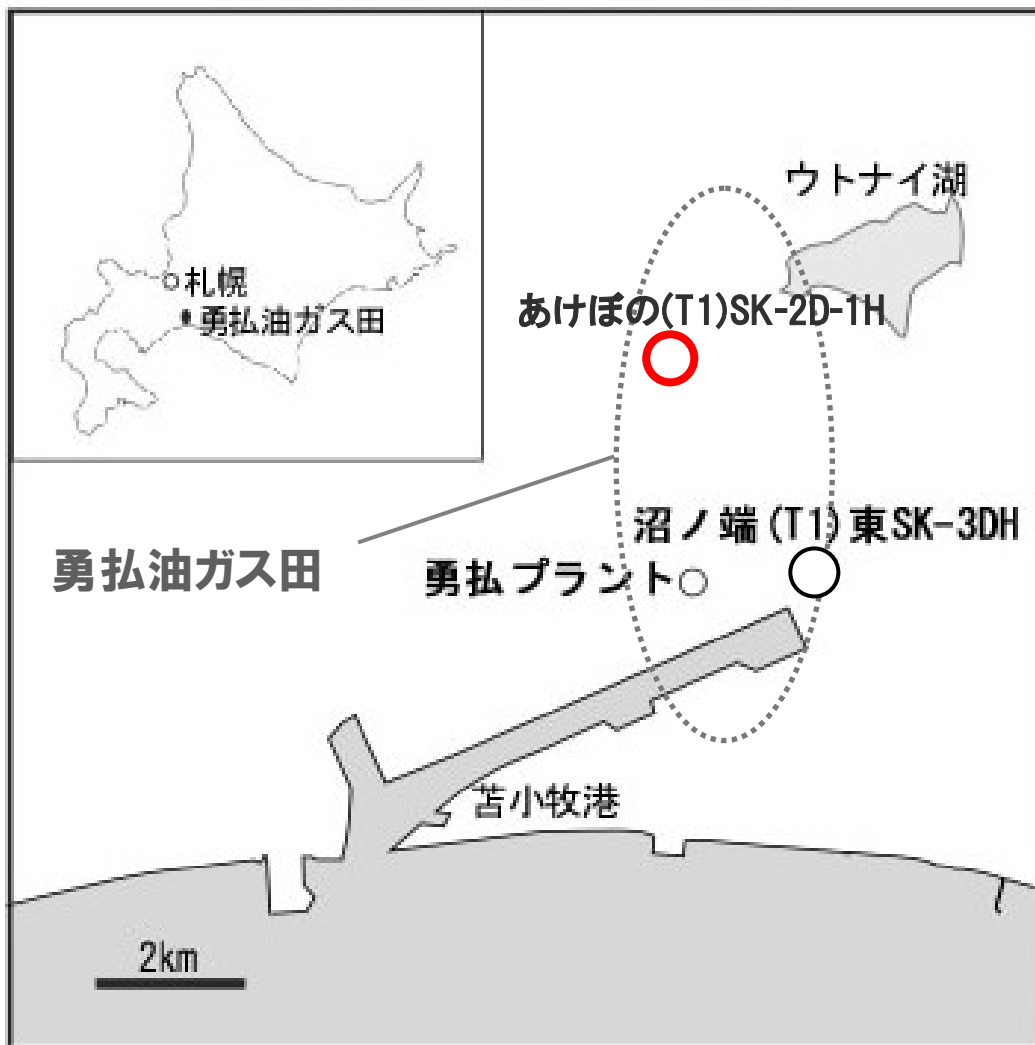 札幌
勇払油ガス田
ウトナイ湖
あけぼの(T1)SK-2D-1H
沼ノ端(T1)東SK-3DH
勇払プラント
勇払油ガス田
苫小牧港
2km